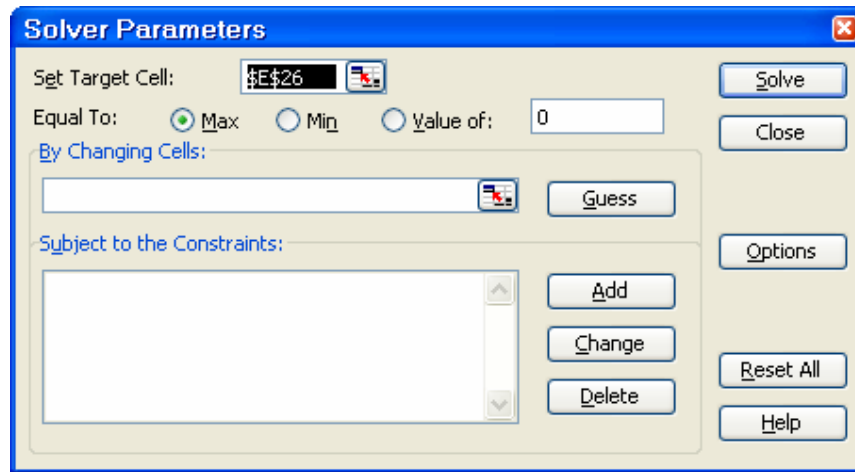 Solver Parameters
Set Target Cell: $E$26
Solve
Equal To: Max Min Value of: 0
Close
By Changing Cells:
Guess
Subject to the Constraints:
Options
Add
Change
Reset All
Delete
Help